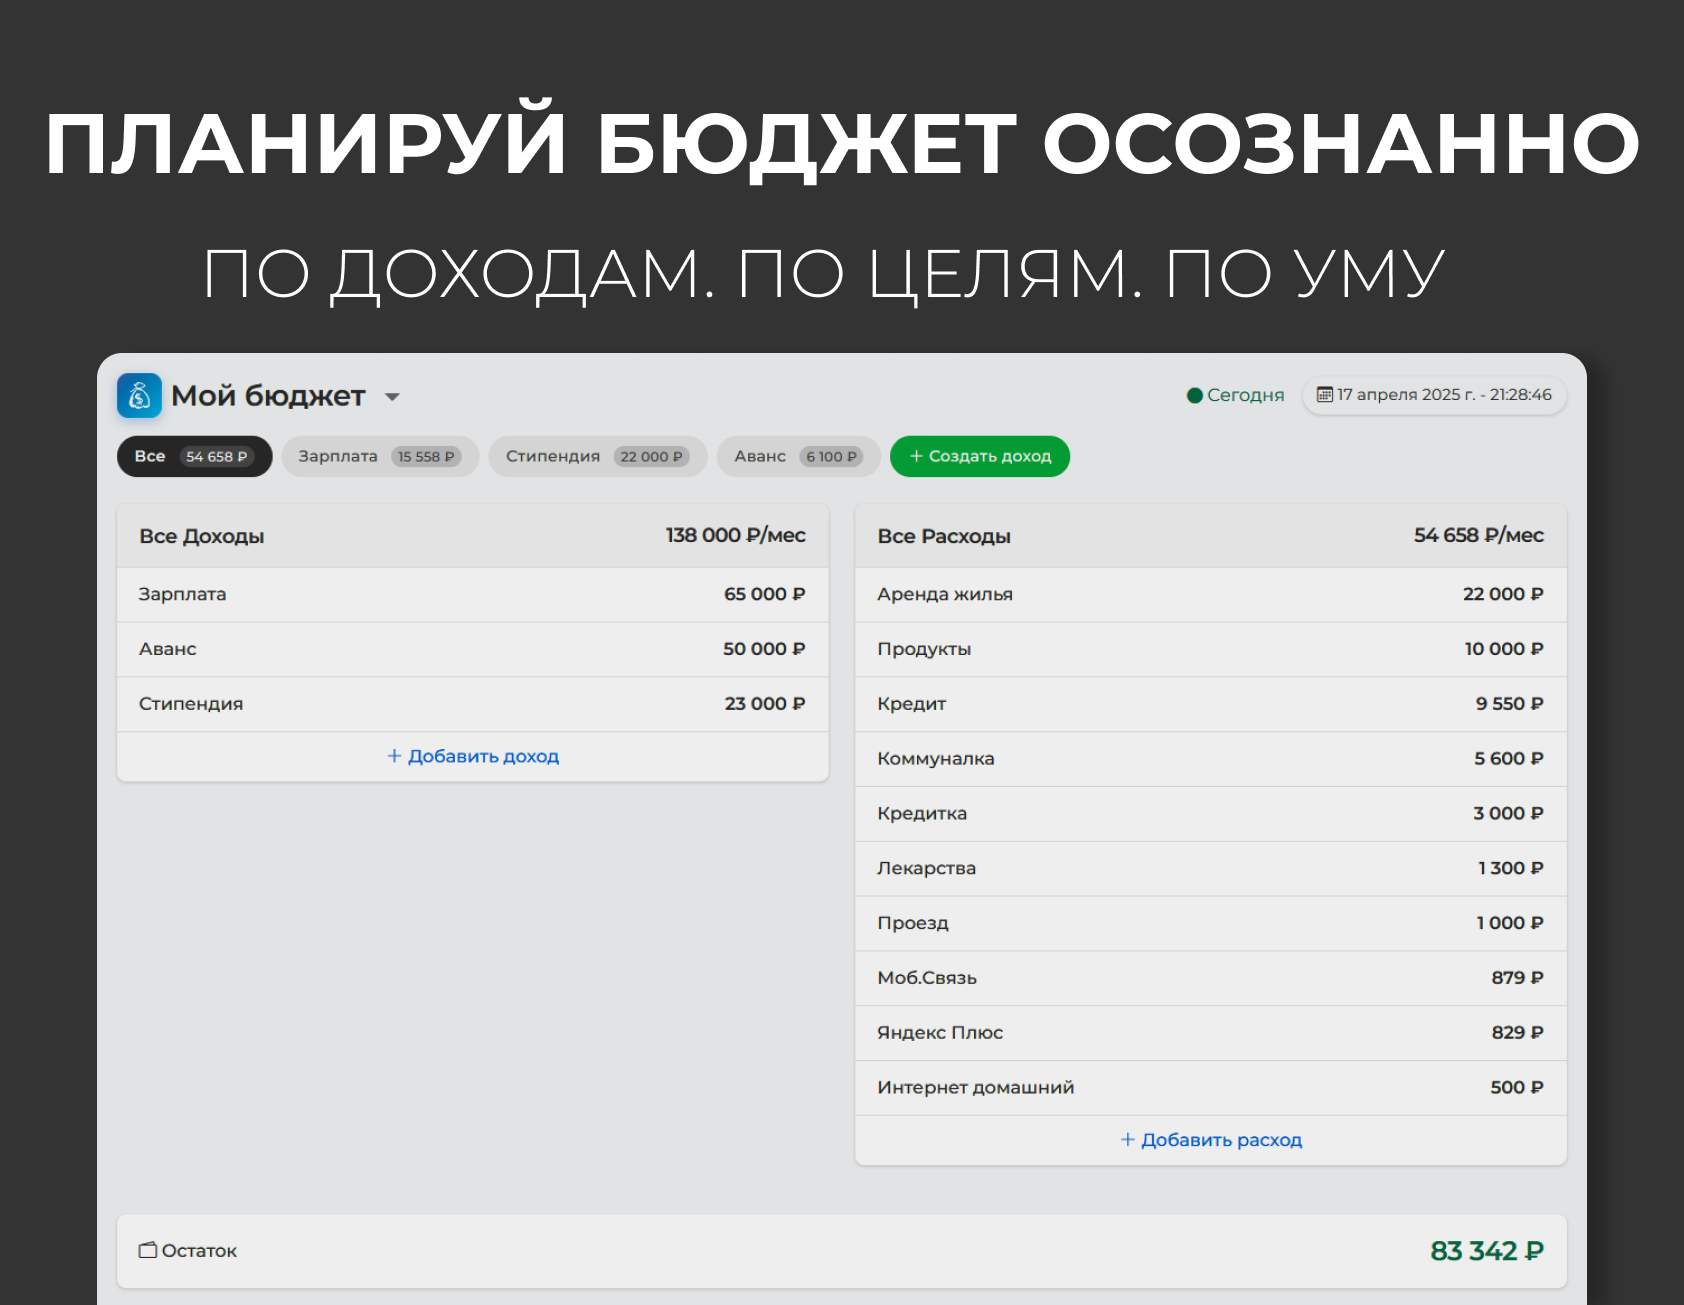 ПЛАНИРУЙ БЮДЖЕТ ОСОЗНАННО
ПО ДОХОДАМ. ПО ЦЕЛЯМ. ПО УМУ
Мой бюджет
Сегодня
17 апреля 2025 г. - 21:28:46
Все 54 658 ₽
Зарплата 15 558 ₽
Стипендия 22 000 ₽
Аванс 6 100 ₽
+ Создать доход
Все Доходы 138 000 ₽/мес
Зарплата 65 000 ₽
Аванс 50 000 ₽
Стипендия 23 000 ₽
+ Добавить доход
Все Расходы 54 658 ₽/мес
Аренда жилья 22 000 ₽
Продукты 10 000 ₽
Кредит 9 550 ₽
Коммуналка 5 600 ₽
Кредитка 3 000 ₽
Лекарства 1 300 ₽
Проезд 1 000 ₽
Моб.Связь 879 ₽
Яндекс Плюс 829 ₽
Интернет домашний 500 ₽
+ Добавить расход
Остаток 83 342 ₽